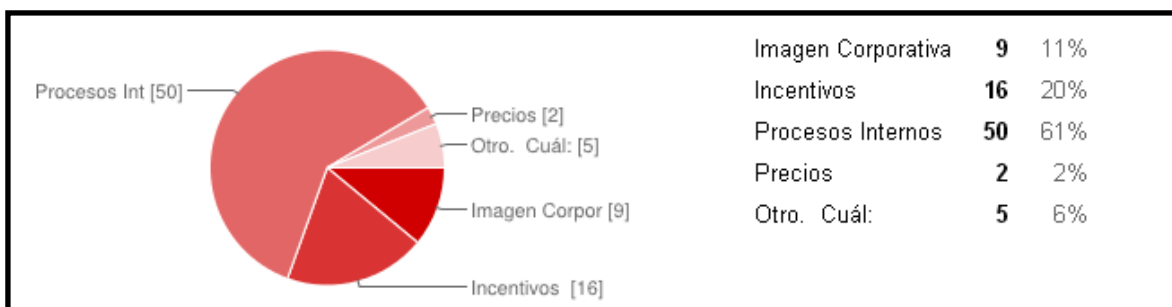 Procesos Int [50]
Precios [2]
Otro. Cuál: [5]
Imagen Corpor [9]
Incentivos [16]
Imagen Corporativa 9 11%
Incentivos 16 20%
Procesos Internos 50 61%
Precios 2 2%
Otro. Cuál: 5 6%